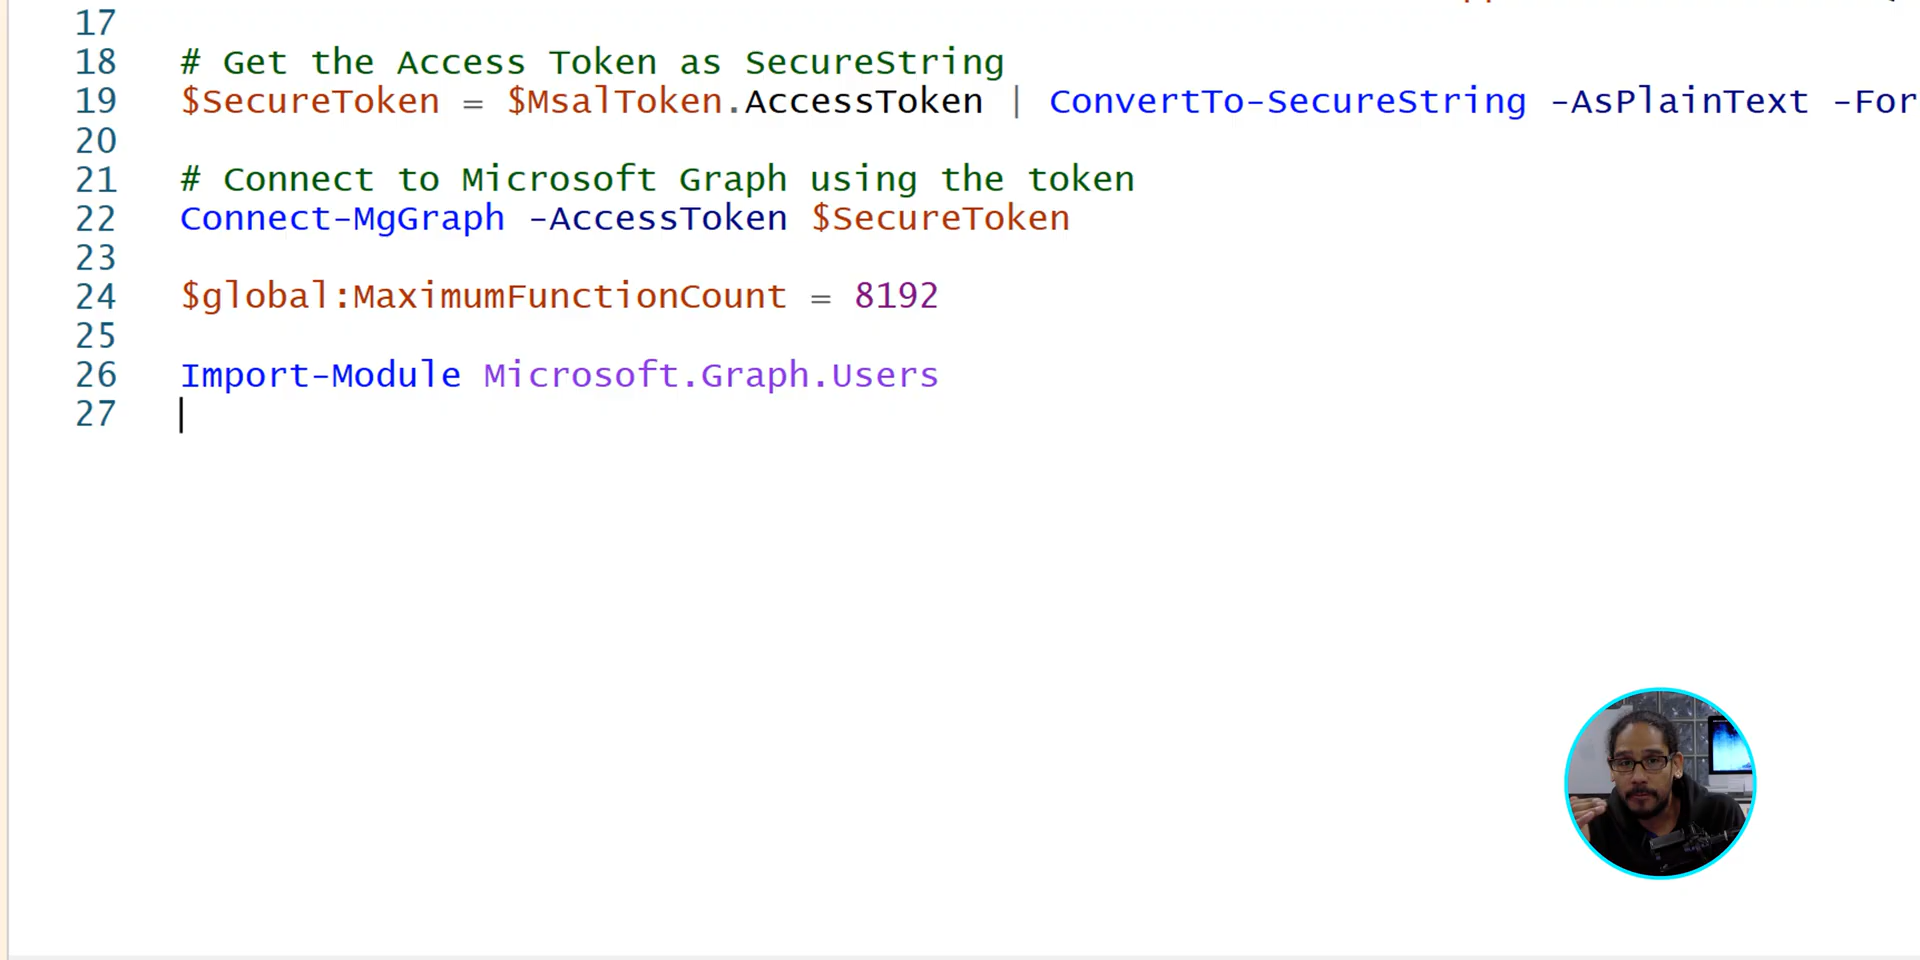 17
18 # Get the Access Token as SecureString
19 $SecureToken = $MsalToken.AccessToken | ConvertTo-SecureString -AsPlainText -For
20
21 # Connect to Microsoft Graph using the token
22 Connect-MgGraph -AccessToken $SecureToken
23
24 $global:MaximumFunctionCount = 8192
25
26 Import-Module Microsoft.Graph.Users
27